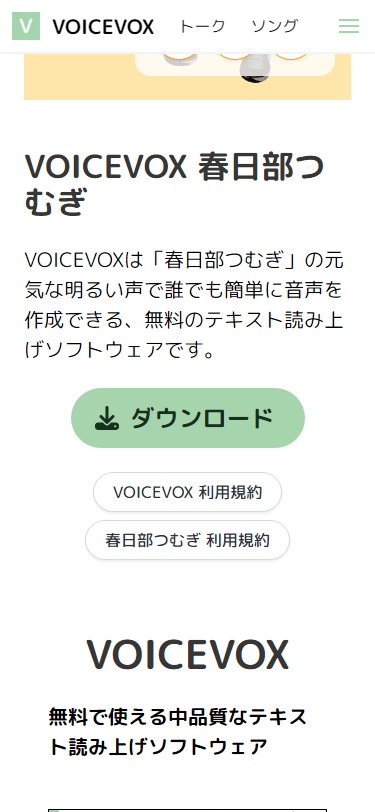 V VOICEVOX トーク ソング
VOICEVOX 春日部つ
むぎ
VOICEVOXは「春日部つむぎ」の元
気な明るい声で誰でも簡単に音声を
作成できる、無料のテキスト読み上
げソフトウェアです。
ダウンロード
VOICEVOX 利用規約
春日部つむぎ 利用規約
VOICEVOX
無料で使える中品質なテキス
ト読み上げソフトウェア